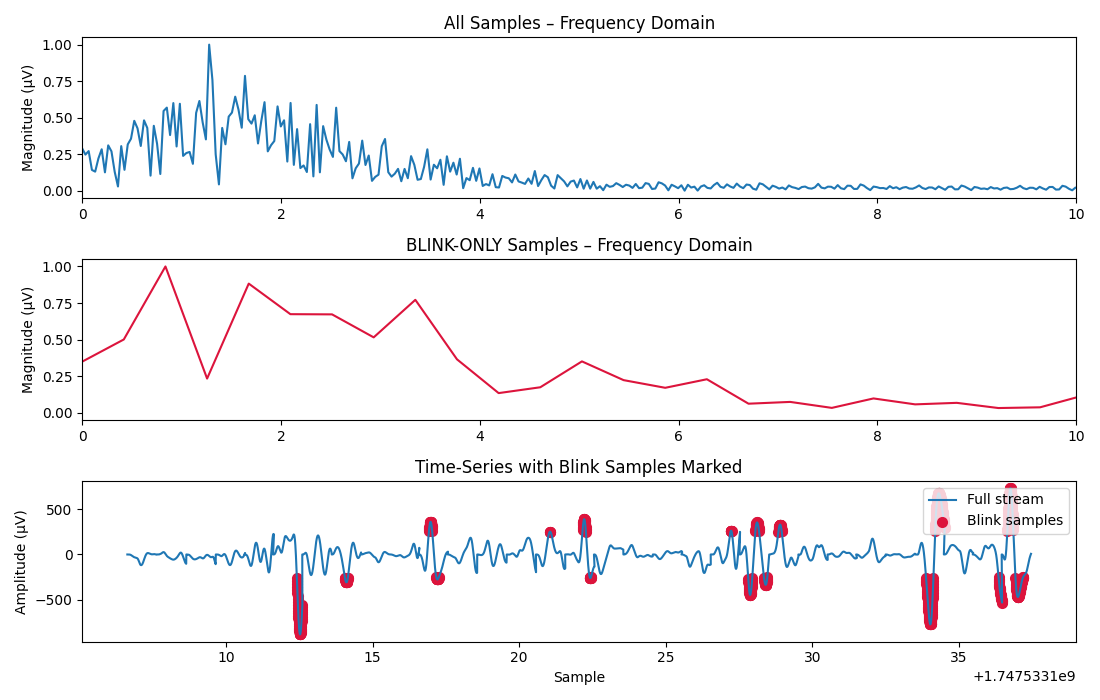 All Samples – Frequency Domain
Magnitude (µV)
1.00
0.75
0.50
0.25
0.00
0 2 4 6 8 10
BLINK-ONLY Samples – Frequency Domain
Magnitude (µV)
1.00
0.75
0.50
0.25
0.00
0 2 4 6 8 10
Time-Series with Blink Samples Marked
Amplitude (µV)
500
0
−500
Full stream
Blink samples
10 15 20 25 30 35
Sample
+1.7475331e9